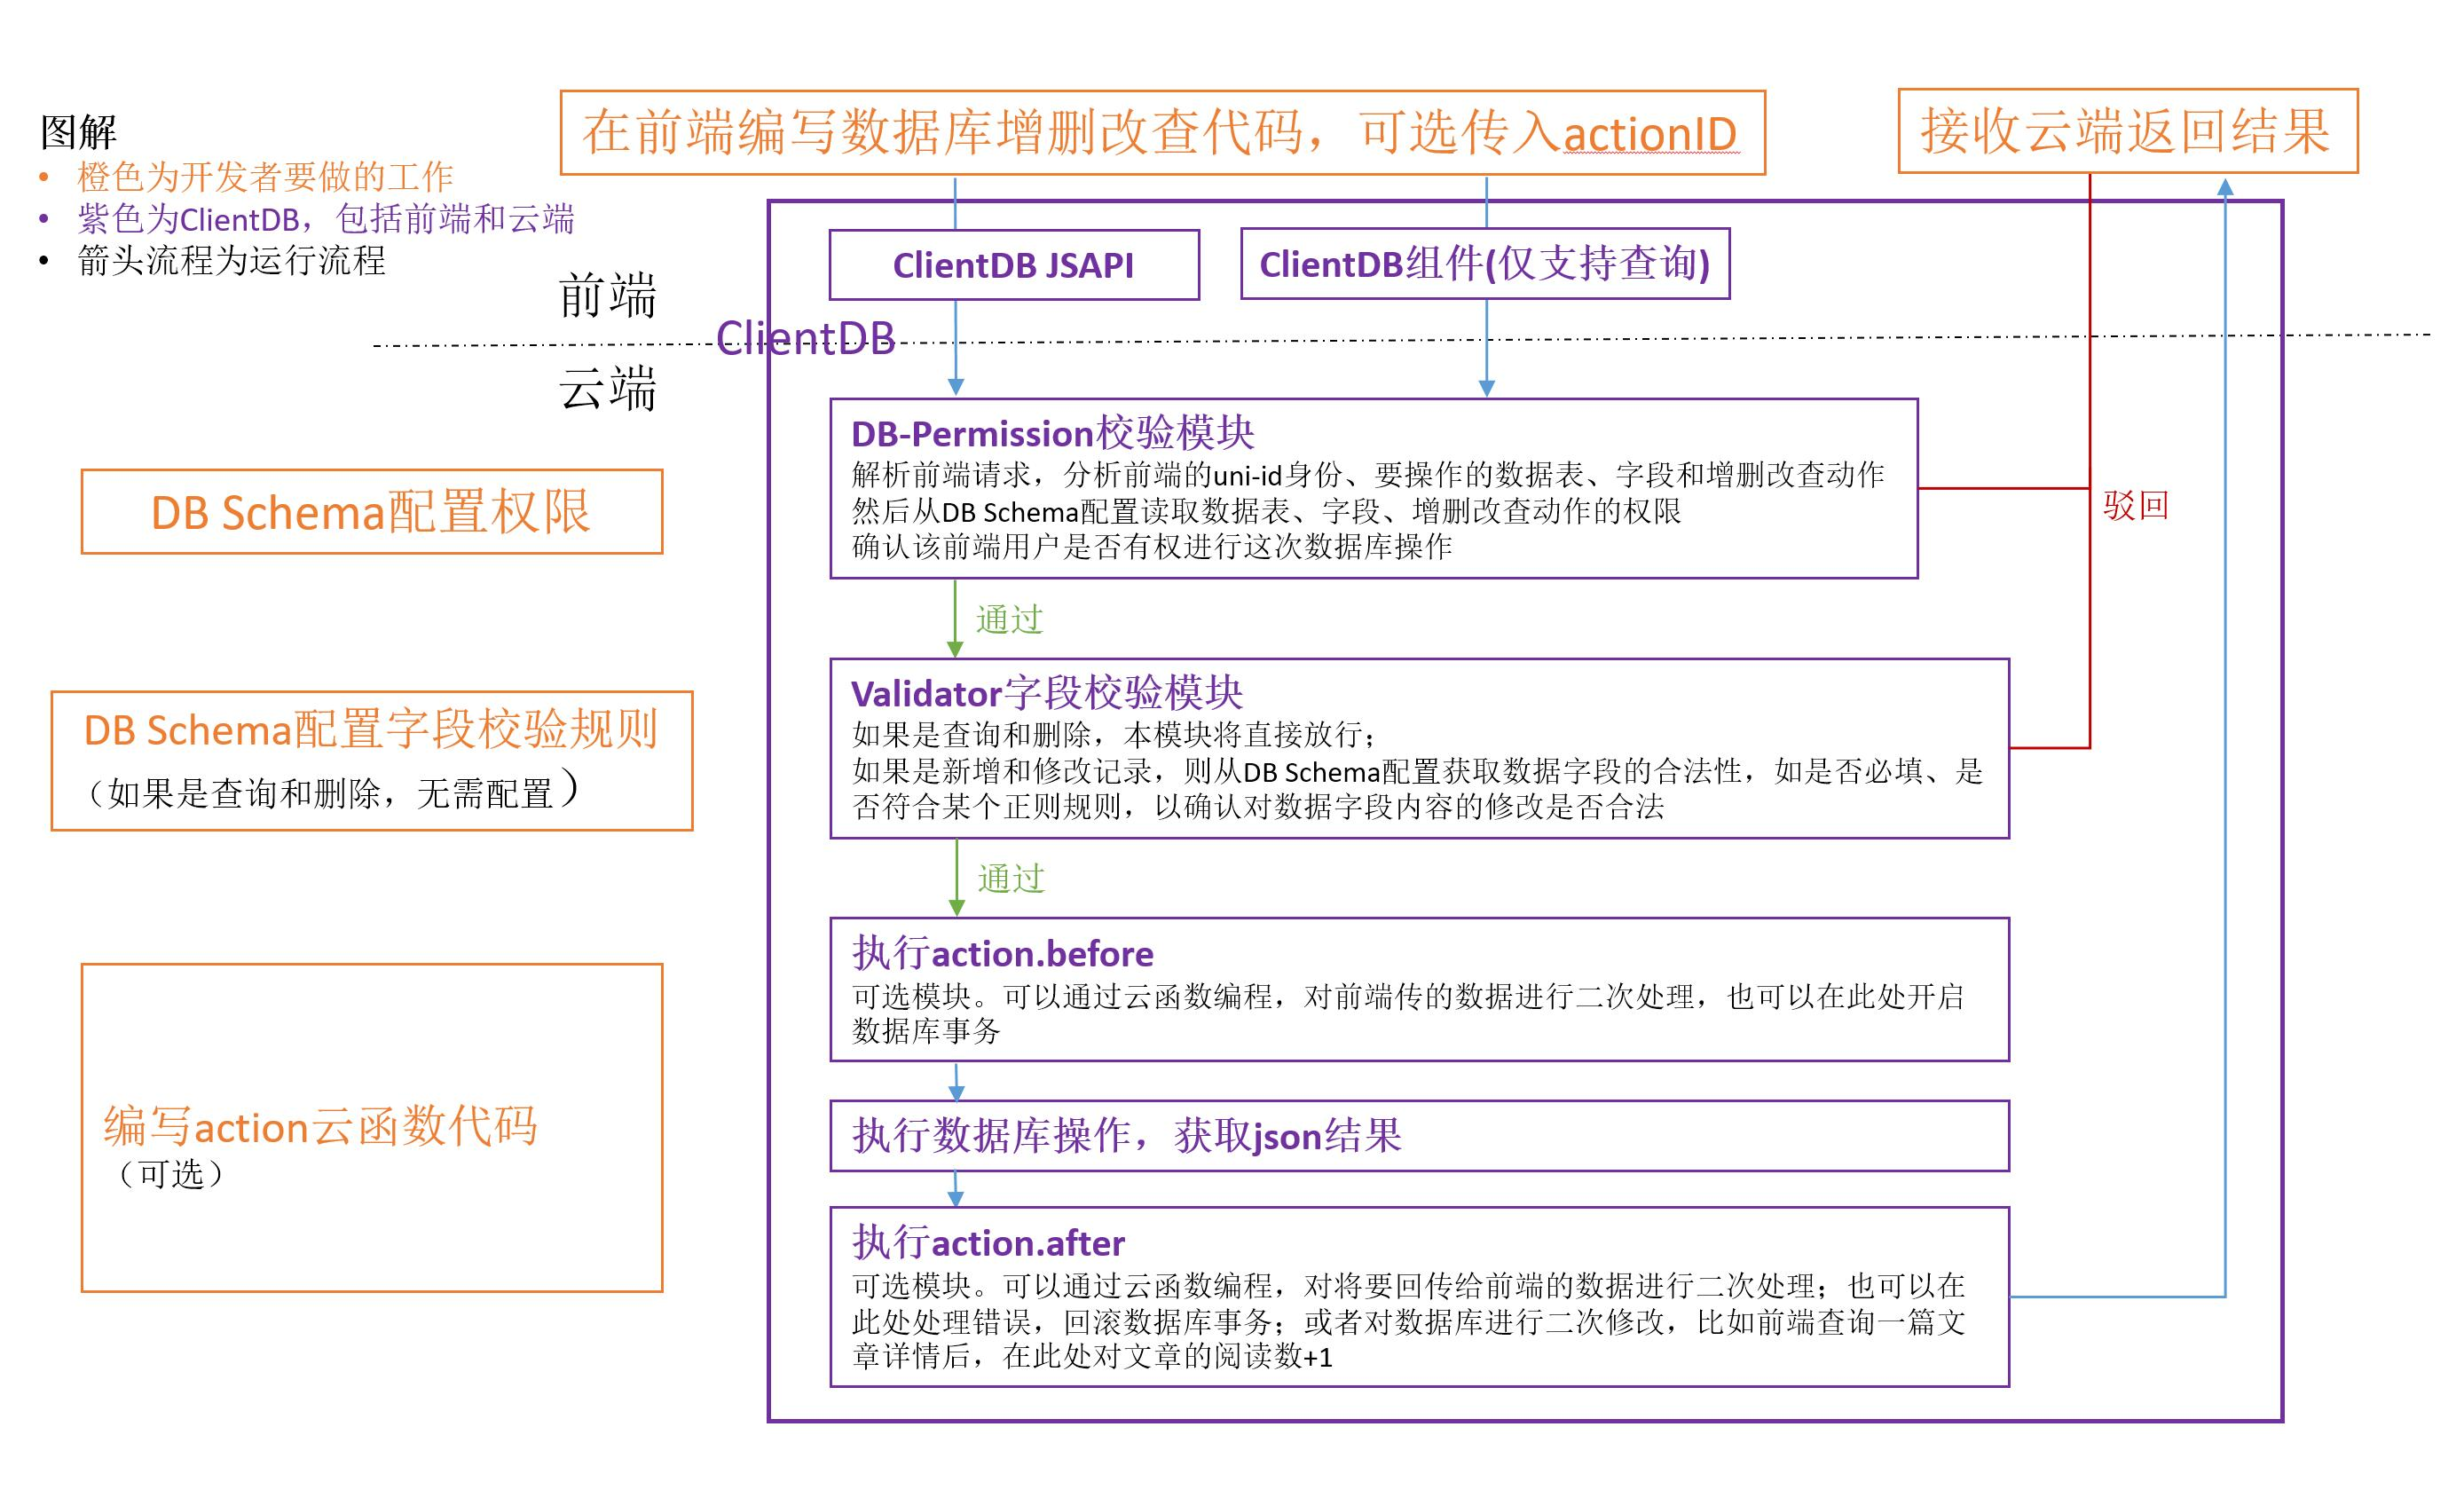 图解
• 橙色为开发者要做的工作
• 紫色为ClientDB，包括前端和云端
• 箭头流程为运行流程
在前端编写数据库增删改查代码，可选传入actionID
接收云端返回结果
ClientDB JSAPI
ClientDB组件(仅支持查询)
前端
ClientDB
云端
DB Schema配置权限
DB-Permission校验模块
解析前端请求，分析前端的uni-id身份、要操作的数据表、字段和增删改查动作
然后从DB Schema配置读取数据表、字段、增删改查动作的权限
确认该前端用户是否有权进行这次数据库操作
驳回
通过
DB Schema配置字段校验规则
（如果是查询和删除，无需配置）
Validator字段校验模块
如果是查询和删除，本模块将直接放行；
如果是新增和修改记录，则从DB Schema配置获取数据字段的合法性，如是否必填、是
否符合某个正则规则，以确认对数据字段内容的修改是否合法
通过
编写action云函数代码
（可选）
执行action.before
可选模块。可以通过云函数编程，对前端传的数据进行二次处理，也可以在此处开启
数据库事务
执行数据库操作，获取json结果
执行action.after
可选模块。可以通过云函数编程，对将要回传给前端的数据进行二次处理；也可以在
此处处理错误，回滚数据库事务；或者对数据库进行二次修改，比如前端查询一篇文
章详情后，在此处对文章的阅读数+1